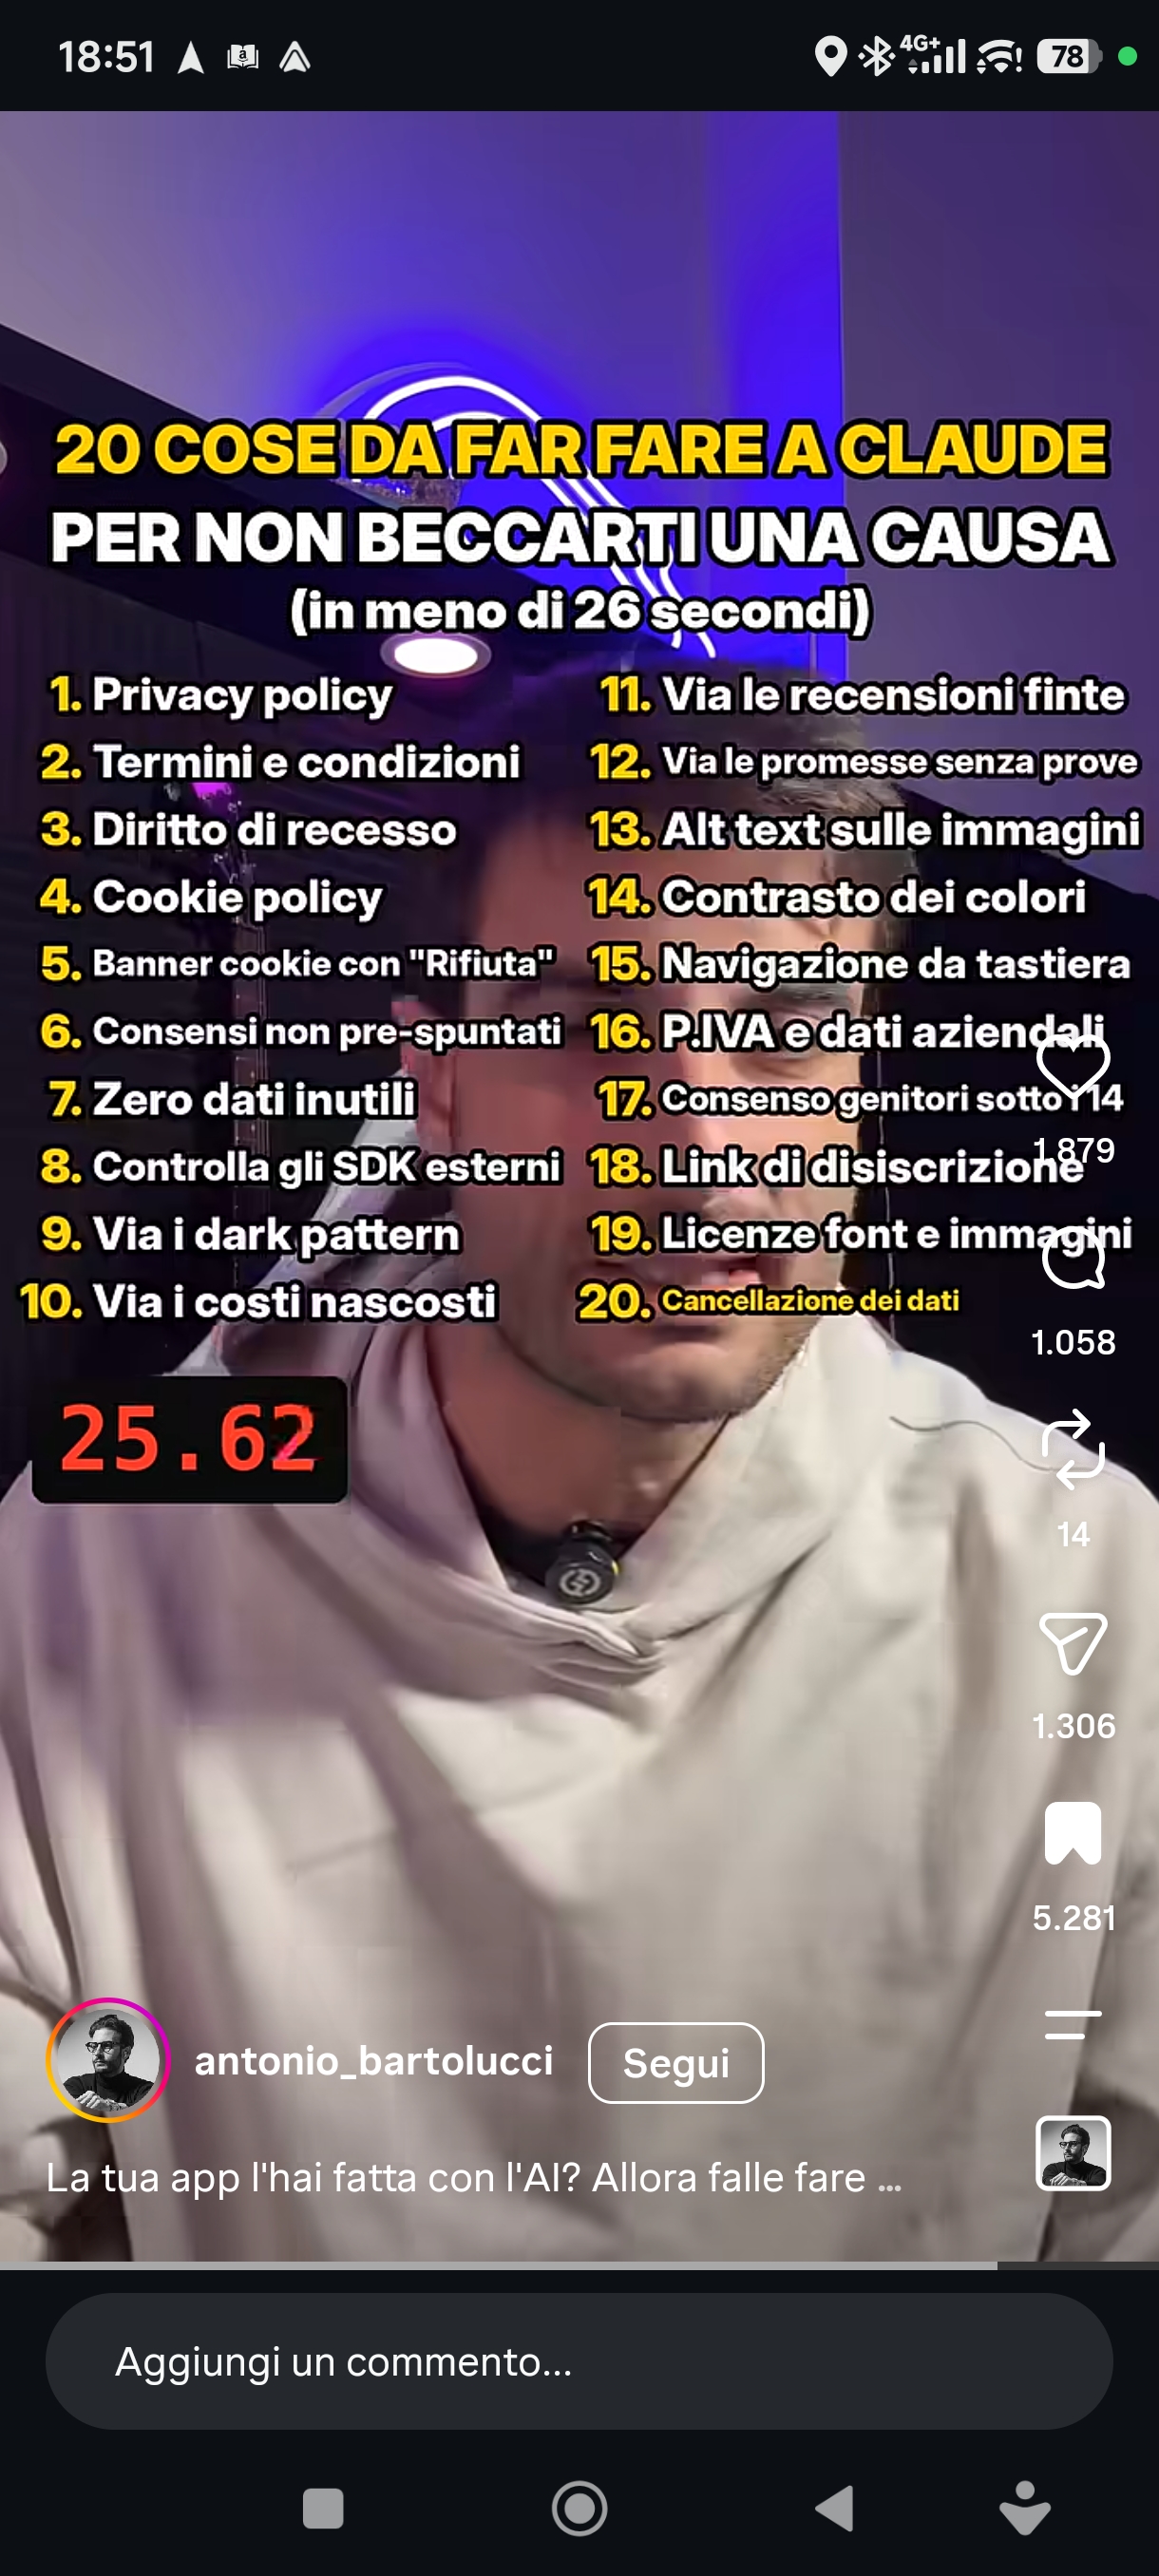 18:51
4G+
78
20 COSE DA FAR FARE A CLAUDE
PER NON BECCARTI UNA CAUSA
(in meno di 26 secondi)
1. Privacy policy
2. Termini e condizioni
3. Diritto di recesso
4. Cookie policy
5. Banner cookie con "Rifiuta"
6. Consensi non pre-spuntati
7. Zero dati inutili
8. Controlla gli SDK esterni
9. Via i dark pattern
10. Via i costi nascosti
11. Via le recensioni finte
12. Via le promesse senza prove
13. Alt text sulle immagini
14. Contrasto dei colori
15. Navigazione da tastiera
16. P.IVA e dati aziendali
17. Consenso genitori sotto i 14
18. Link di disiscrizione
19. Licenze font e immagini
20. Cancellazione dei dati
25.62
1.879
1.058
14
1.306
5.281
antonio_bartolucci
Segui
La tua app l'hai fatta con l'AI? Allora falle fare ...
Aggiungi un commento...